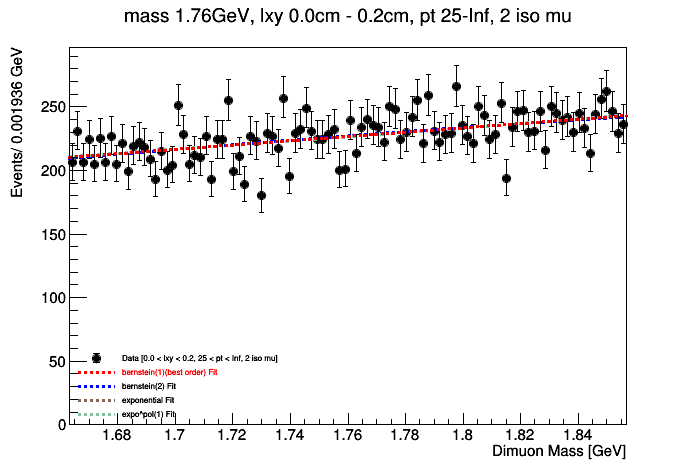 mass 1.76GeV, lxy 0.0cm - 0.2cm, pt 25-Inf, 2 iso mu
Events/ 0.001936 GeV
250
200
150
100
50
0
Data [0.0 < lxy < 0.2, 25 < pt < Inf, 2 iso mu]
bernstein(1)(best order) Fit
bernstein(2) Fit
exponential Fit
expo*pol(1) Fit
1.68 1.7 1.72 1.74 1.76 1.78 1.8 1.82 1.84
Dimuon Mass [GeV]